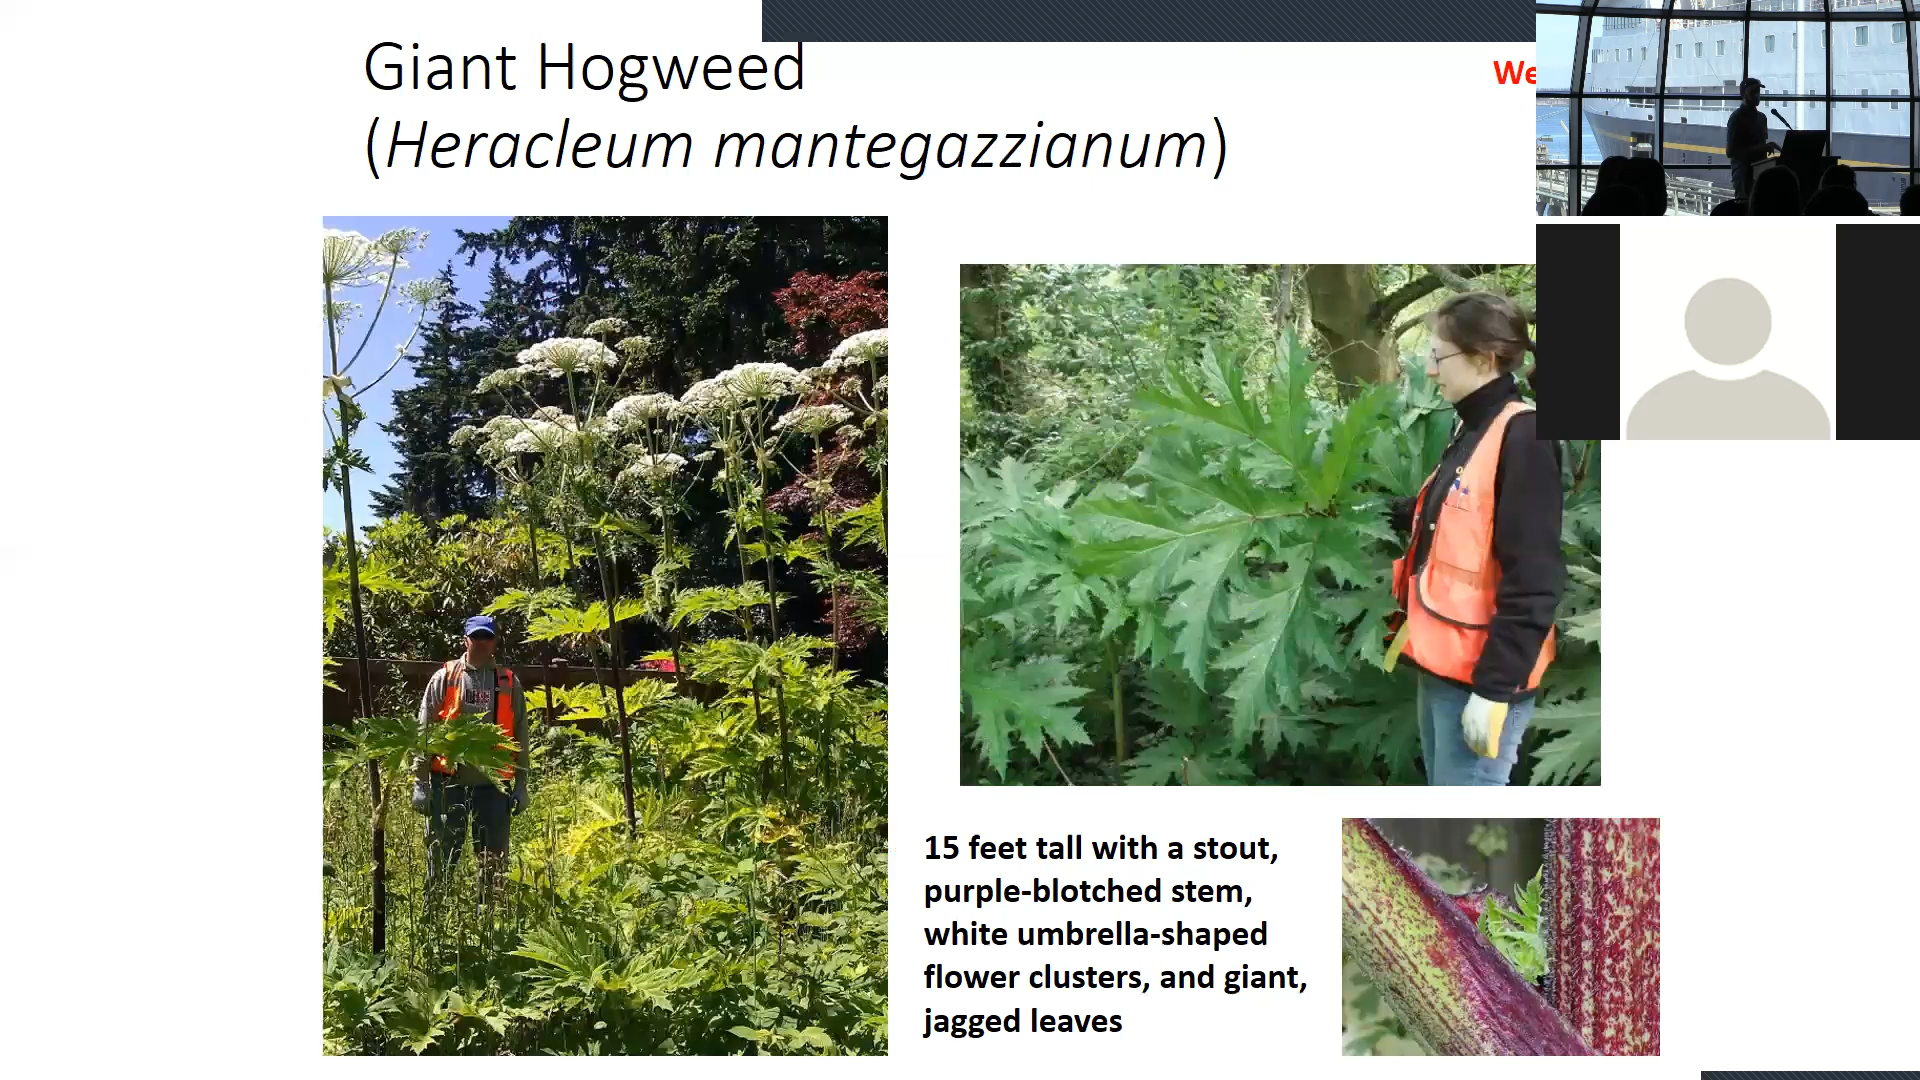 Giant Hogweed
(Heracleum mantegazzianum)
15 feet tall with a stout,
purple-blotched stem,
white umbrella-shaped
flower clusters, and giant,
jagged leaves